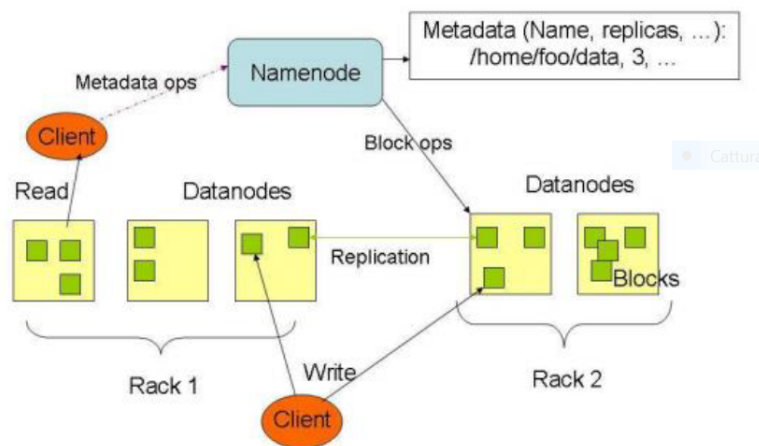 Metadata (Name, replicas, ...):
/home/foo/data, 3, ...
Namenode
Metadata ops
Client
Block ops
Read
Datanodes
Datanodes
Replication
Blocks
Rack 1
Write
Rack 2
Client